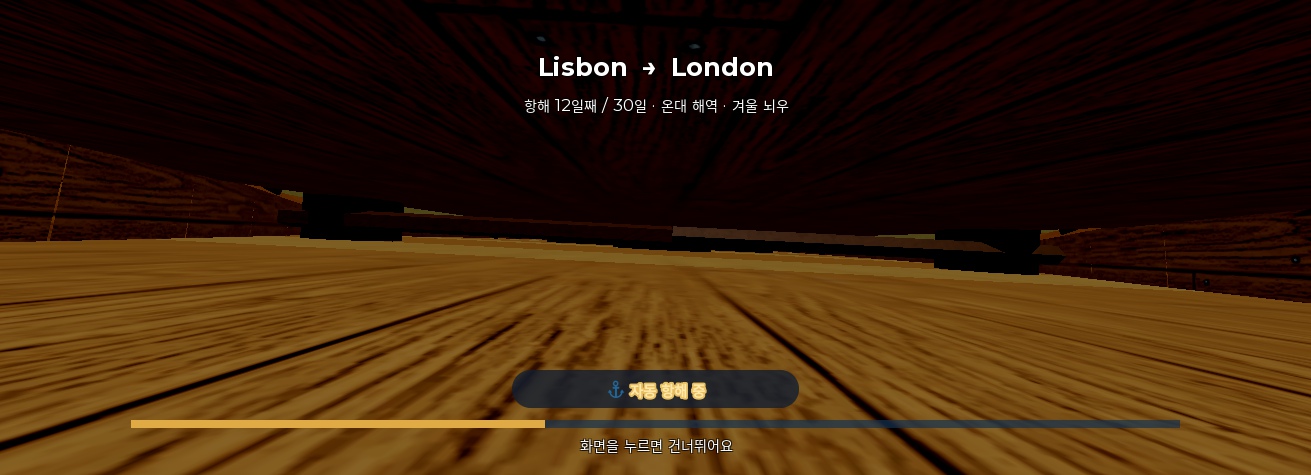 Lisbon → London
항해 12일째 / 30일 · 온대 해역 · 겨울 뇌우
⚓ 자동 항해 중
화면을 누르면 건너뛰어요